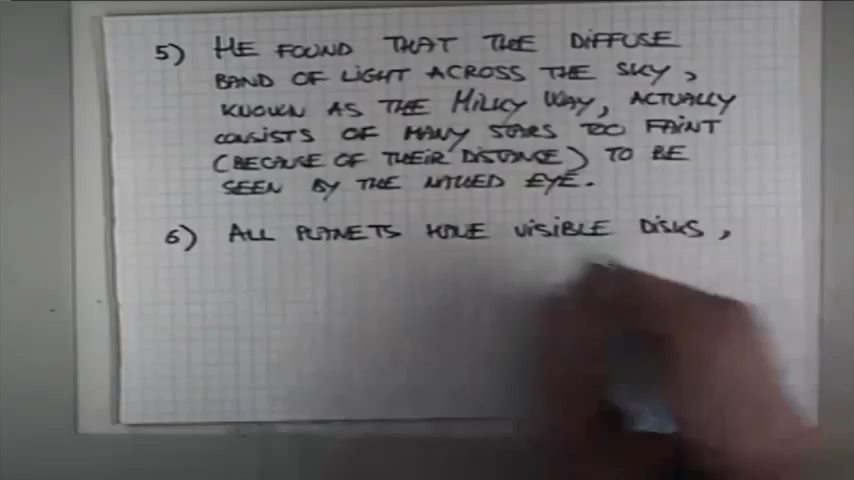 5) HE FOUND THAT THE DIFFUSE
BAND OF LIGHT ACROSS THE SKY,
KNOWN AS THE MILKY WAY, ACTUALLY
CONSISTS OF MANY STARS TOO FAINT
(BECAUSE OF THEIR DISTANCE) TO BE
SEEN BY THE NAKED EYE.
6) ALL PLANETS HAVE VISIBLE DISKS,